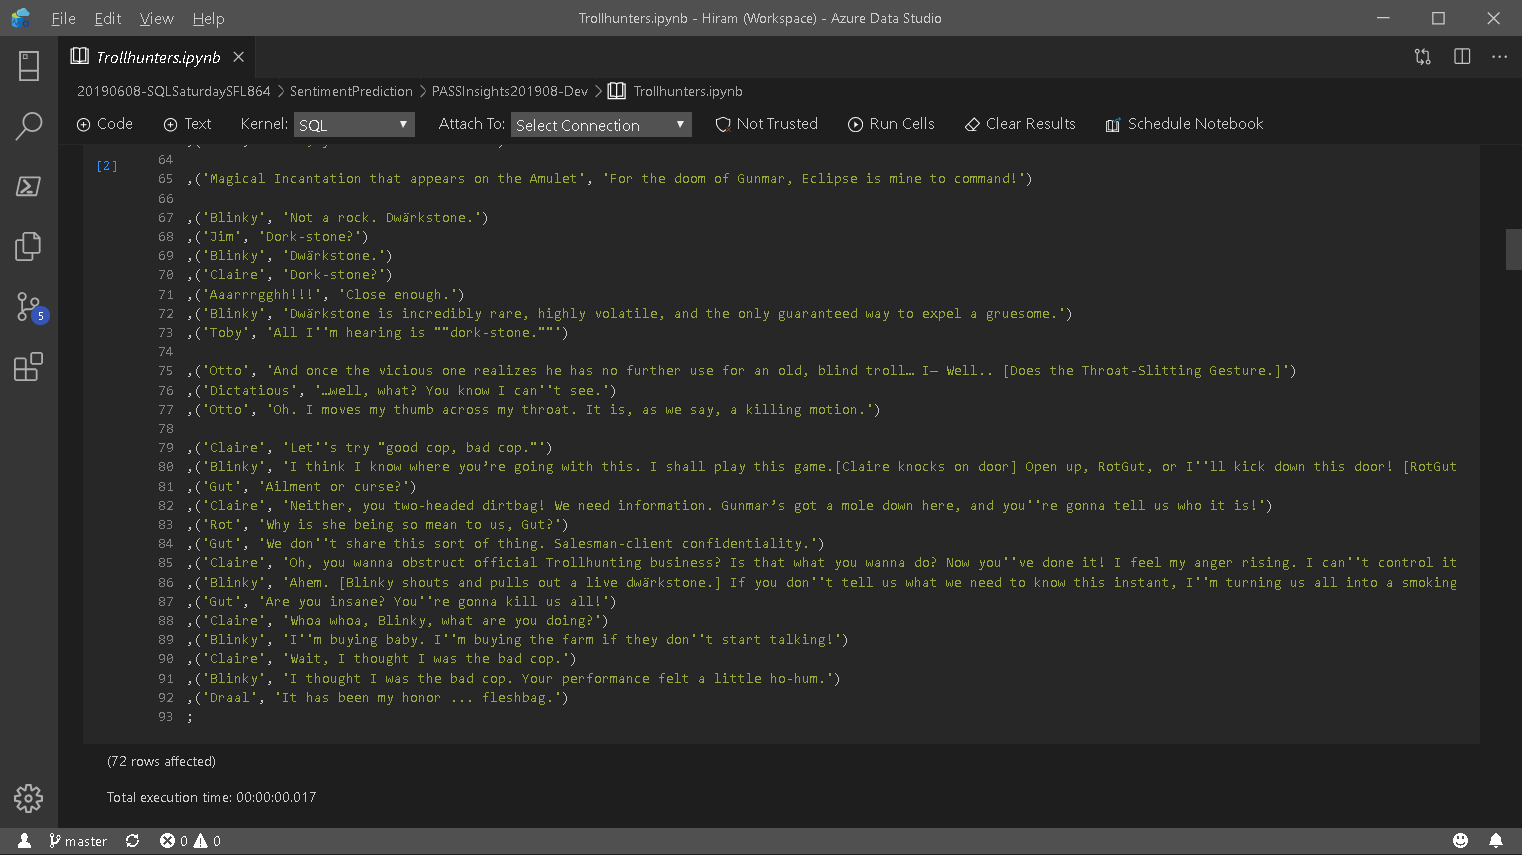 File Edit View Help Trollhunters.ipynb - Hiram (Workspace) - Azure Data Studio
Trollhunters.ipynb
20190608-SQLSaturdaySFL864 > SentimentPrediction > PASSInsights201908-Dev > Trollhunters.ipynb
Code Text Kernel: SQL Attach To: Select Connection Not Trusted Run Cells Clear Results Schedule Notebook
[2] 64
65 ,('Magical Incantation that appears on the Amulet', 'For the doom of Gunmar, Eclipse is mine to command!')
66
67 ,('Blinky', 'Not a rock. Dwärkstone.')
68 ,('Jim', 'Dork-stone?')
69 ,('Blinky', 'Dwärkstone.')
70 ,('Claire', 'Dork-stone?')
71 ,('Aaarrrgghh!!!', 'Close enough.')
72 ,('Blinky', 'Dwärkstone is incredibly rare, highly volatile, and the only guaranteed way to expel a gruesome.')
73 ,('Toby', 'All I''m hearing is ""dork-stone.""')
74
75 ,('Otto', 'And once the vicious one realizes he has no further use for an old, blind troll… I— Well.. [Does the Throat-Slitting Gesture.]')
76 ,('Dictatious', '…well, what? You know I can''t see.')
77 ,('Otto', 'Oh. I moves my thumb across my throat. It is, as we say, a killing motion.')
78
79 ,('Claire', 'Let''s try "good cop, bad cop."')
80 ,('Blinky', 'I think I know where you’re going with this. I shall play this game.[Claire knocks on door] Open up, RotGut, or I''ll kick down this door! [RotGut
81 ,('Gut', 'Ailment or curse?')
82 ,('Claire', 'Neither, you two-headed dirtbag! We need information. Gunmar’s got a mole down here, and you''re gonna tell us who it is!')
83 ,('Rot', 'Why is she being so mean to us, Gut?')
84 ,('Gut', 'We don''t share this sort of thing. Salesman-client confidentiality.')
85 ,('Claire', 'Oh, you wanna obstruct official Trollhunting business? Is that what you wanna do? Now you''ve done it! I feel my anger rising. I can''t control it
86 ,('Blinky', 'Ahem. [Blinky shouts and pulls out a live dwärkstone.] If you don''t tell us what we need to know this instant, I''m turning us all into a smoking
87 ,('Gut', 'Are you insane? You''re gonna kill us all!')
88 ,('Claire', 'Whoa whoa, Blinky, what are you doing?')
89 ,('Blinky', 'I''m buying baby. I''m buying the farm if they don''t start talking!')
90 ,('Claire', 'Wait, I thought I was the bad cop.')
91 ,('Blinky', 'I thought I was the bad cop. Your performance felt a little ho-hum.')
92 ,('Draal', 'It has been my honor ... fleshbag.')
93 ;
(72 rows affected)
Total execution time: 00:00:00.017
5
master 0 0